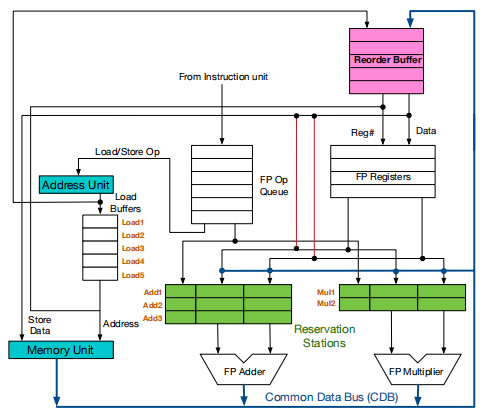 Reorder Buffer
From Instruction unit
Reg#
Data
Load/Store Op
FP Op
Queue
FP Registers
Address Unit
Load
Buffers
Load1
Load2
Load3
Load4
Load5
Add1
Add2
Add3
Mul1
Mul2
Reservation
Stations
Store
Data
Address
Memory Unit
FP Adder
FP Multiplier
Common Data Bus (CDB)